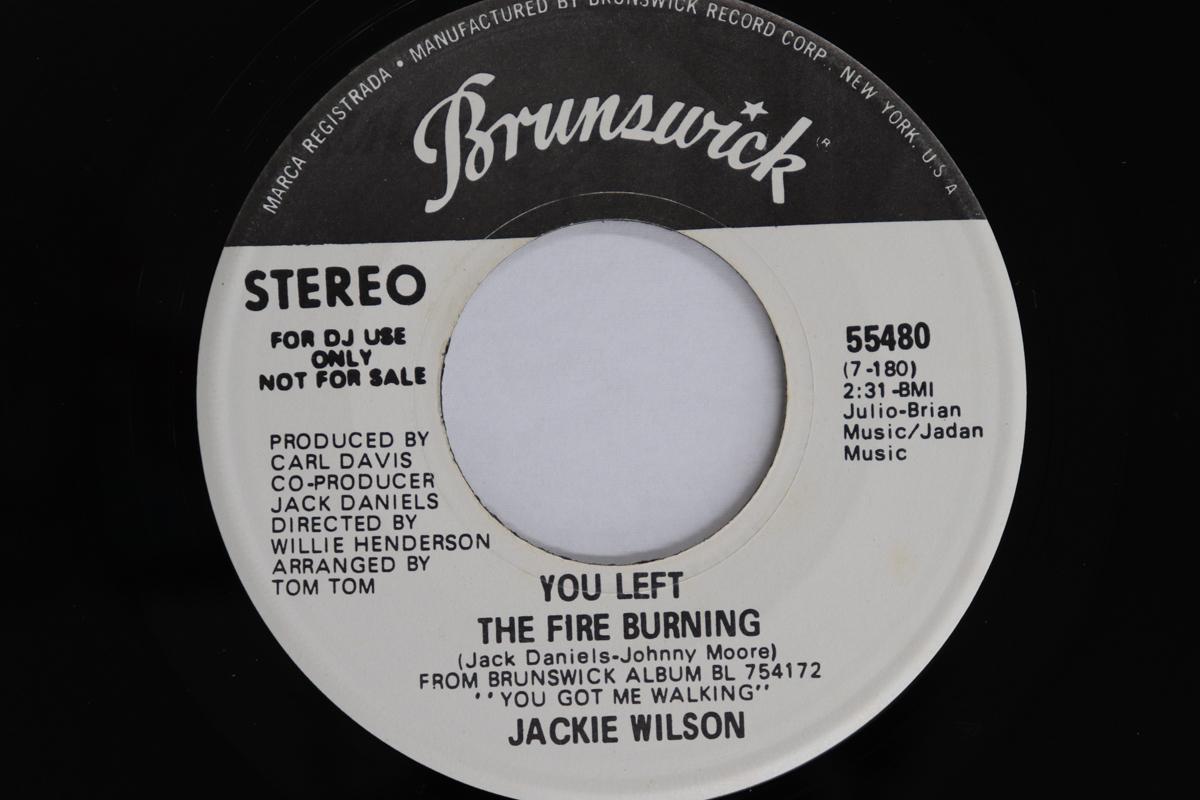 MARCA REGISTRADA • MANUFACTURED BY BRUNSWICK RECORD CORP. NEW YORK. U.S.A
Brunswick
STEREO
FOR DJ USE
ONLY
NOT FOR SALE
55480
(7-180)
2:31-BMI
Julio-Brian
Music/Jadan
Music
PRODUCED BY
CARL DAVIS
CO-PRODUCER
JACK DANIELS
DIRECTED BY
WILLIE HENDERSON
ARRANGED BY
TOM TOM
YOU LEFT
THE FIRE BURNING
(Jack Daniels-Johnny Moore)
FROM BRUNSWICK ALBUM BL 754172
"YOU GOT ME WALKING"
JACKIE WILSON